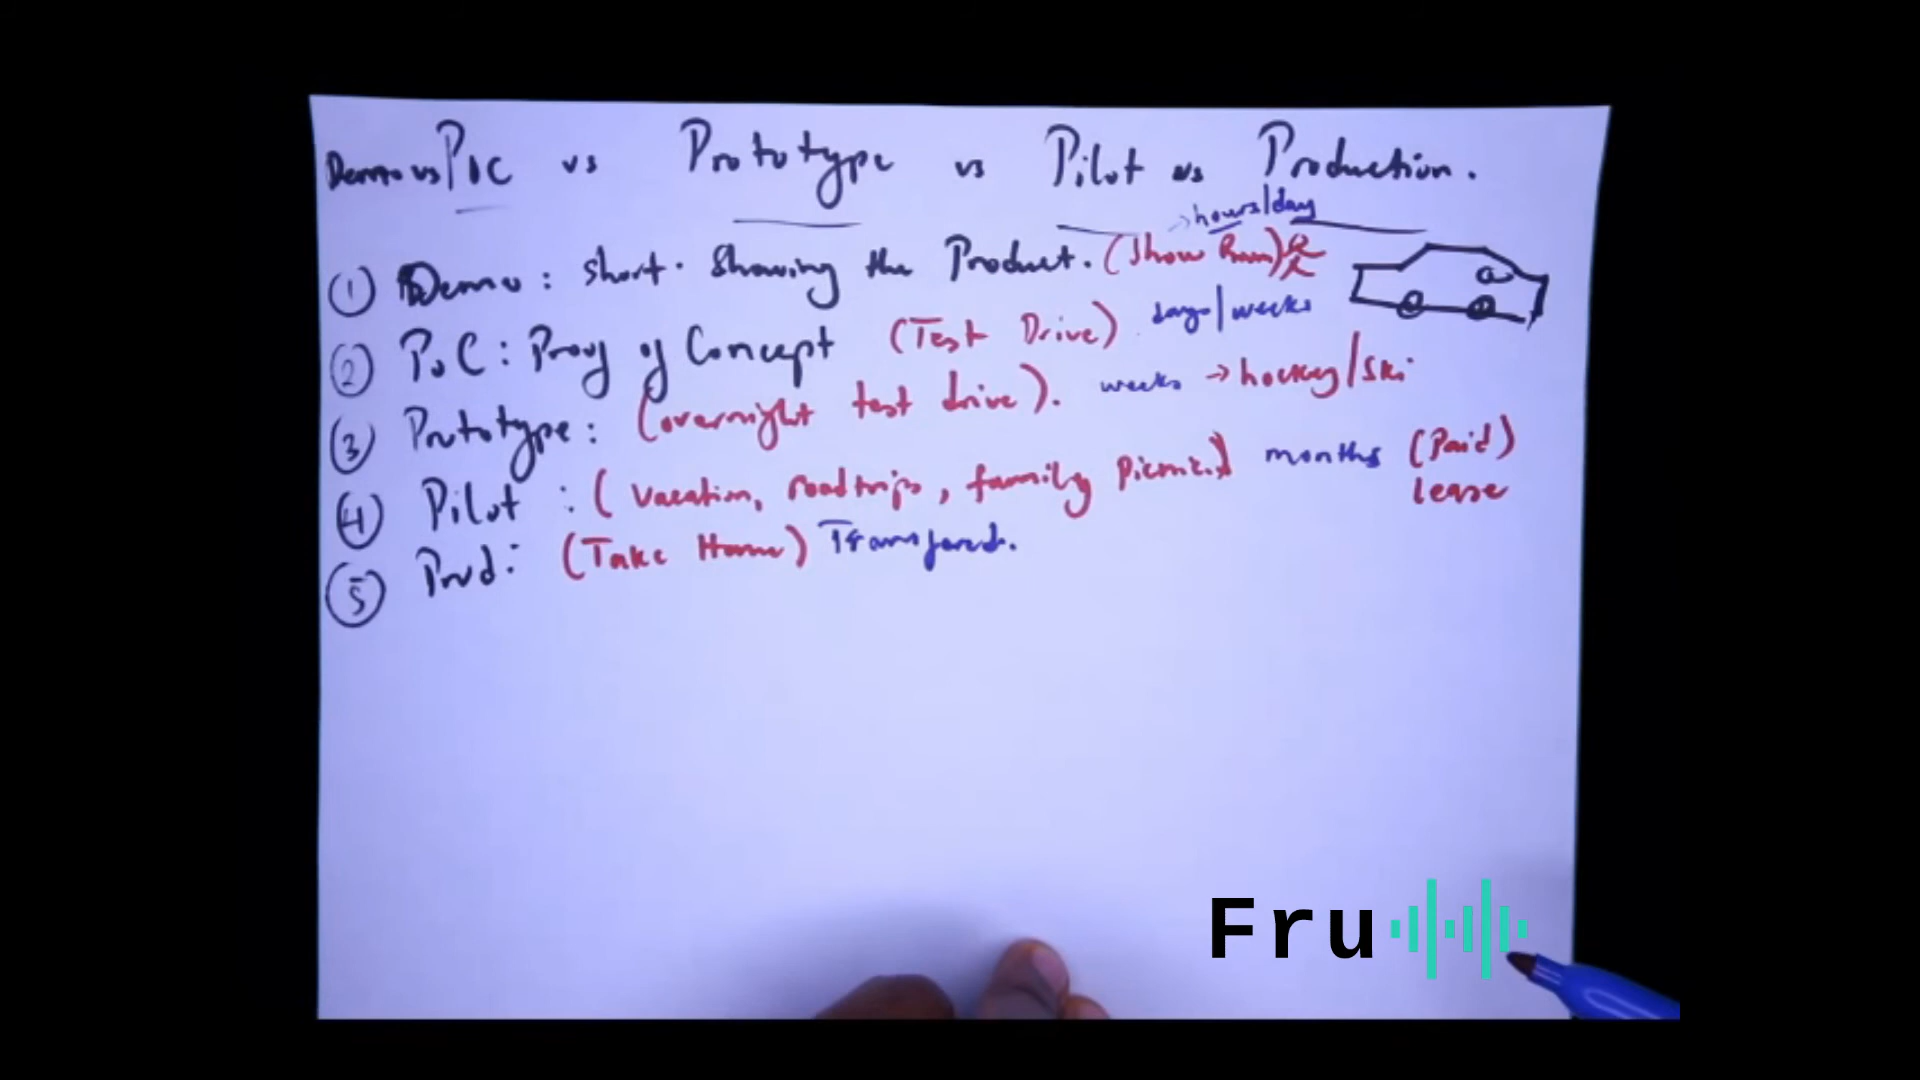 Demo vs PoC vs Prototype vs Pilot vs Production.
→ hours/day
① Demo: short. Showing the Product. (Show Room)
② PoC: Proof of Concept (Test Drive) days/weeks
③ Prototype: (overnight test drive). weeks → hockey/Ski
④ Pilot: (vacation, roadtrips, family picnic.) months (Paid)
lease
⑤ Prod: (Take Home) Transfered.
Fru